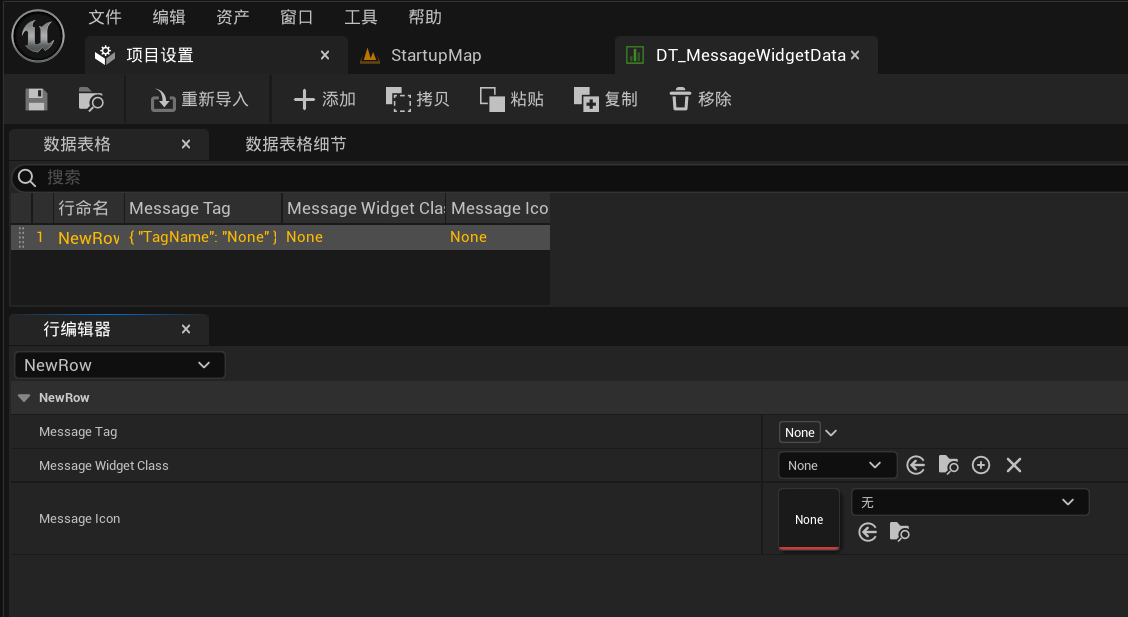 文件 编辑 资产 窗口 工具 帮助
项目设置 StartupMap DT_MessageWidgetData
重新导入 添加 拷贝 粘贴 复制 移除
数据表格 数据表格细节
搜索
行命名 Message Tag Message Widget Cla Message Ico
1 NewRow { "TagName": "None" } None None
行编辑器
NewRow
NewRow
Message Tag None
Message Widget Class None
Message Icon None 无